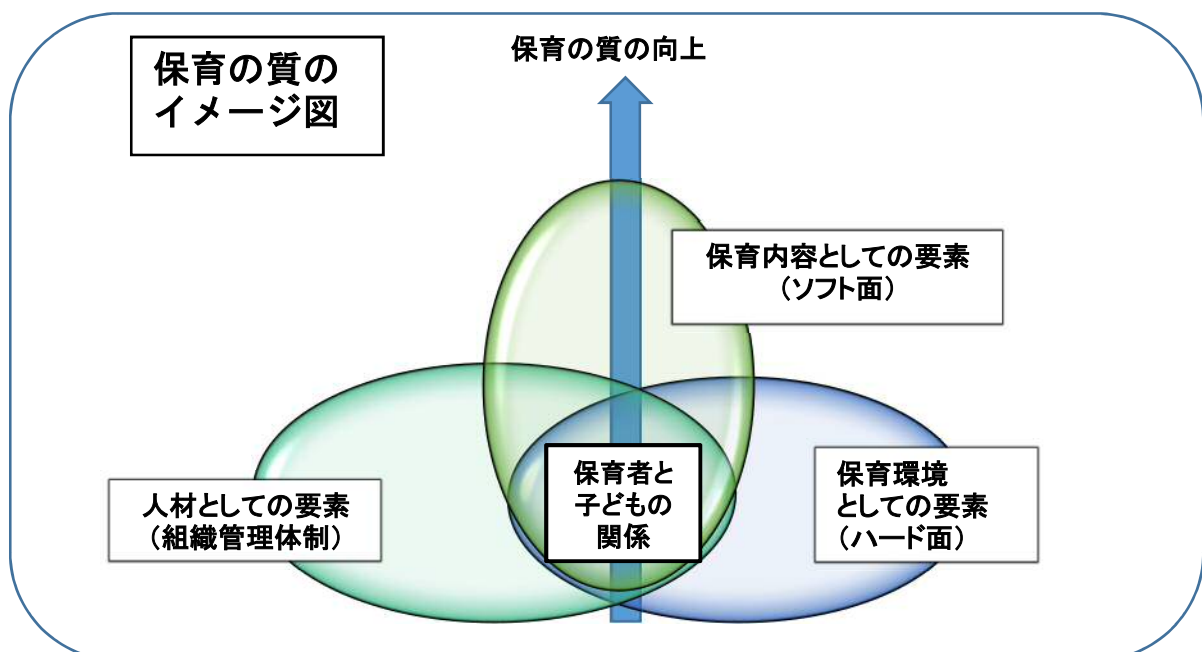 保育の質の
イメージ図
保育の質の向上
保育内容としての要素
（ソフト面）
人材としての要素
（組織管理体制）
保育者と
子どもの
関係
保育環境
としての要素
（ハード面）